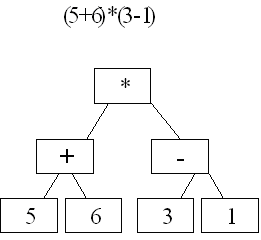 (5+6)*(3-1)
*
+ -
5 6 3 1